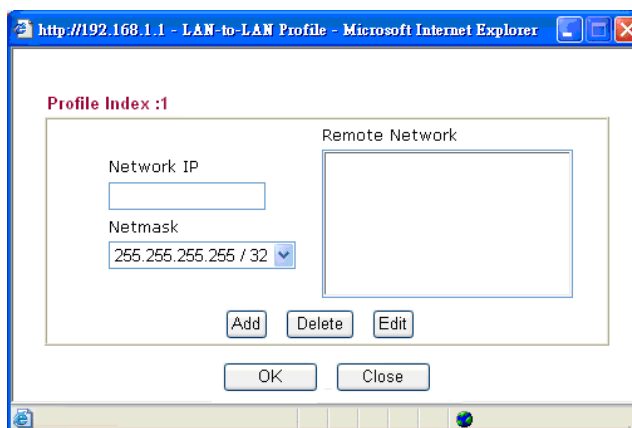 http://192.168.1.1 - LAN-to-LAN Profile - Microsoft Internet Explorer
Profile Index :1
Remote Network
Network IP
Netmask
255.255.255.255 / 32
Add Delete Edit
OK Close